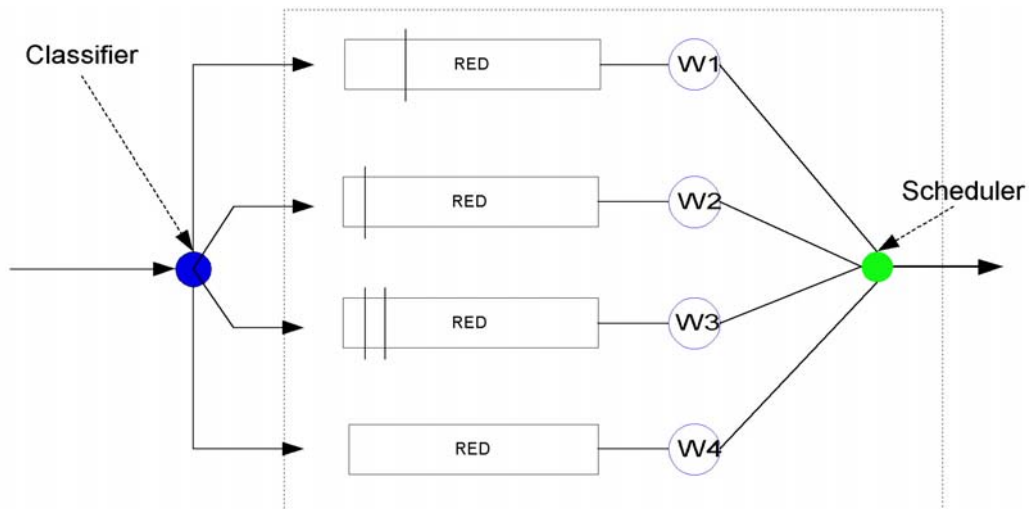 Classifier
RED
W1
RED
W2
Scheduler
RED
W3
RED
W4